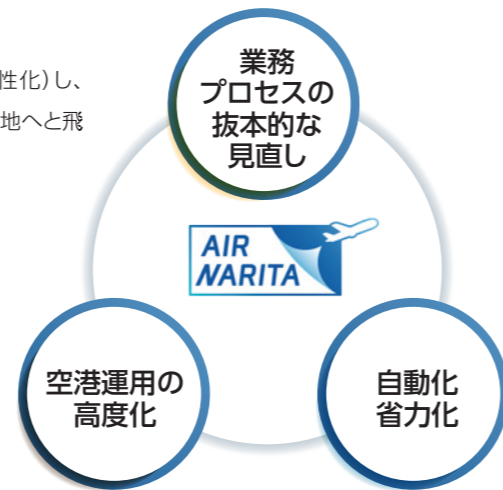 性化)し、
地へと飛
業務
プロセスの
抜本的な
見直し
AIR
NARITA
空港運用の
高度化
自動化
省力化